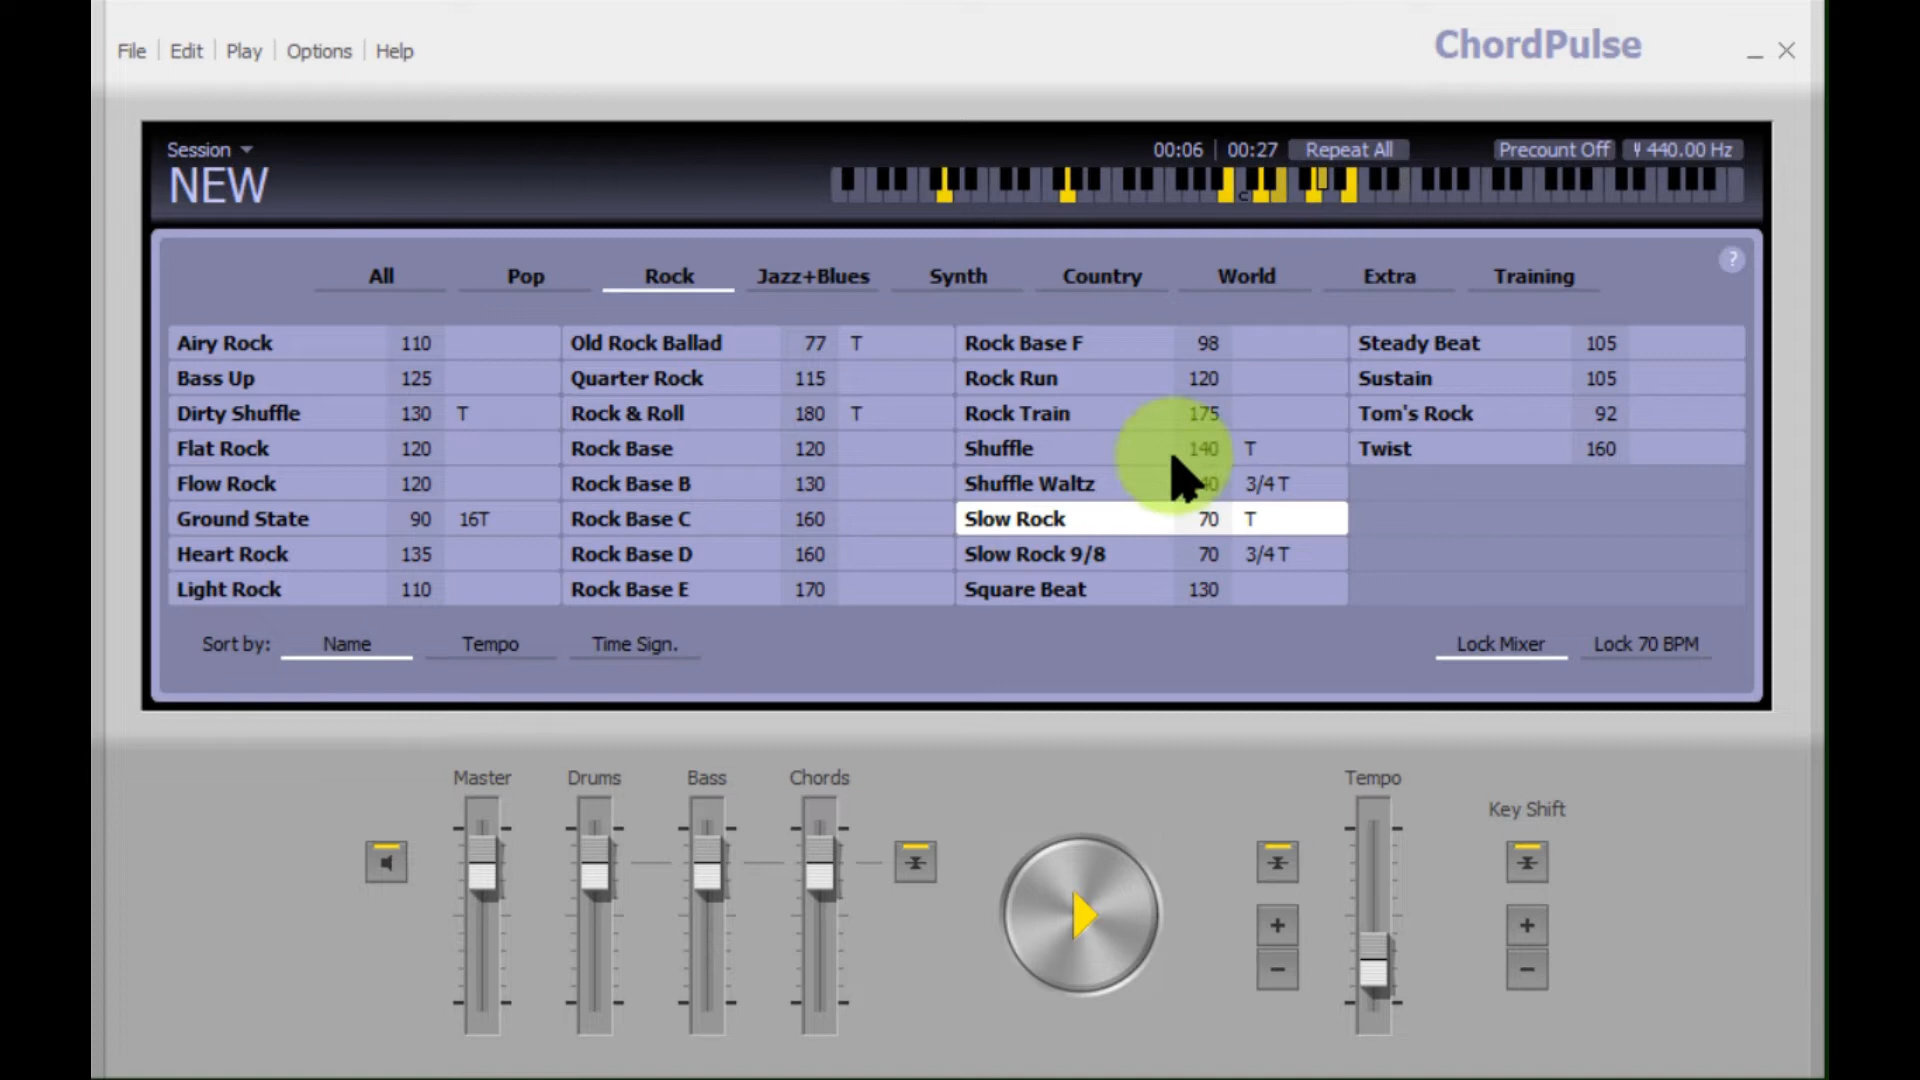 File Edit Play Options Help
ChordPulse
Session
00:06 00:27 Repeat All Precount Off 440.00 Hz
NEW
C
?
All Pop Rock Jazz+Blues Synth Country World Extra Training
Airy Rock 110 Old Rock Ballad 77 T Rock Base F 98 Steady Beat 105
Bass Up 125 Quarter Rock 115 Rock Run 120 Sustain 105
Dirty Shuffle 130 T Rock & Roll 180 T Rock Train 175 Tom's Rock 92
Flat Rock 120 Rock Base 120 Shuffle 140 T Twist 160
Flow Rock 120 Rock Base B 130 Shuffle Waltz 3/4 T
Ground State 90 16T Rock Base C 160 Slow Rock 70 T
Heart Rock 135 Rock Base D 160 Slow Rock 9/8 70 3/4 T
Light Rock 110 Rock Base E 170 Square Beat 130
Sort by: Name Tempo Time Sign. Lock Mixer Lock 70 BPM
Master Drums Bass Chords Tempo
Key Shift
+ +
− −